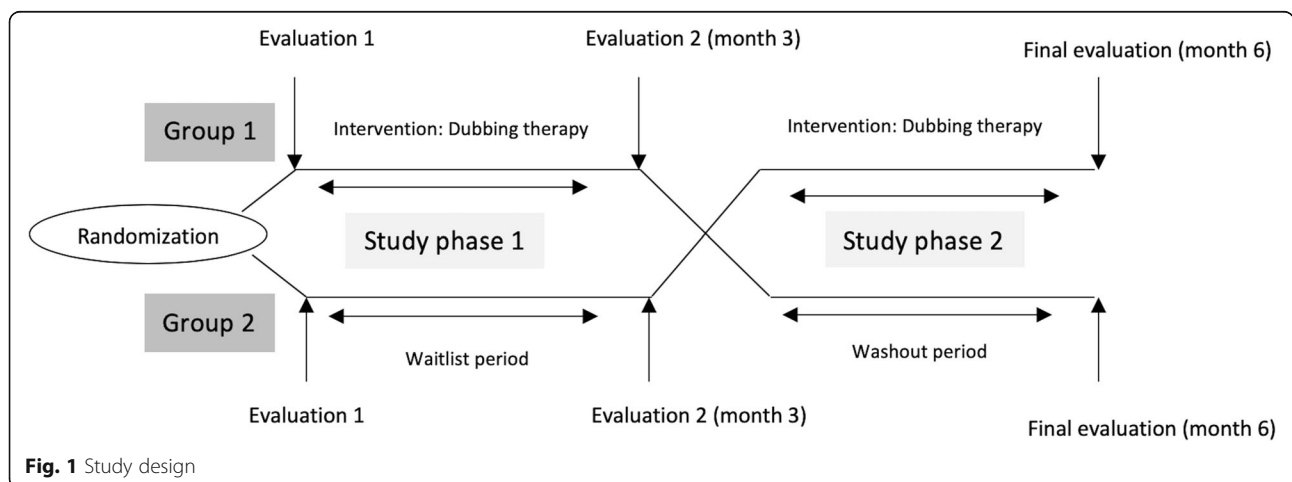 Evaluation 1
Evaluation 2 (month 3)
Final evaluation (month 6)
Group 1
Intervention: Dubbing therapy
Intervention: Dubbing therapy
Randomization
Study phase 1
Study phase 2
Group 2
Waitlist period
Washout period
Evaluation 1
Evaluation 2 (month 3)
Final evaluation (month 6)
Fig. 1 Study design